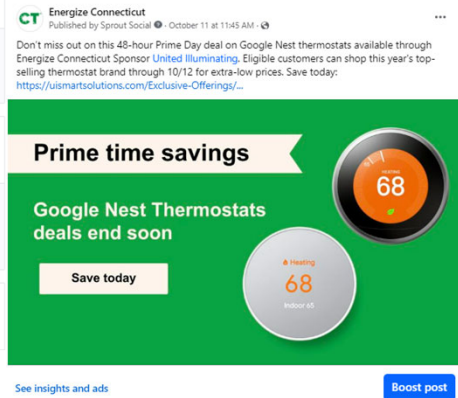 CT
Energize Connecticut
Published by Sprout Social · October 11 at 11:45 AM ·
Don't miss out on this 48-hour Prime Day deal on Google Nest thermostats available through
Energize Connecticut Sponsor United Illuminating. Eligible customers can shop this year's top-
selling thermostat brand through 10/12 for extra-low prices. Save today:
https://uismartsolutions.com/Exclusive-Offerings/...
Prime time savings
HEATING
68
Google Nest Thermostats
deals end soon
Save today
Heating
68
Indoor 65
See insights and ads
Boost post